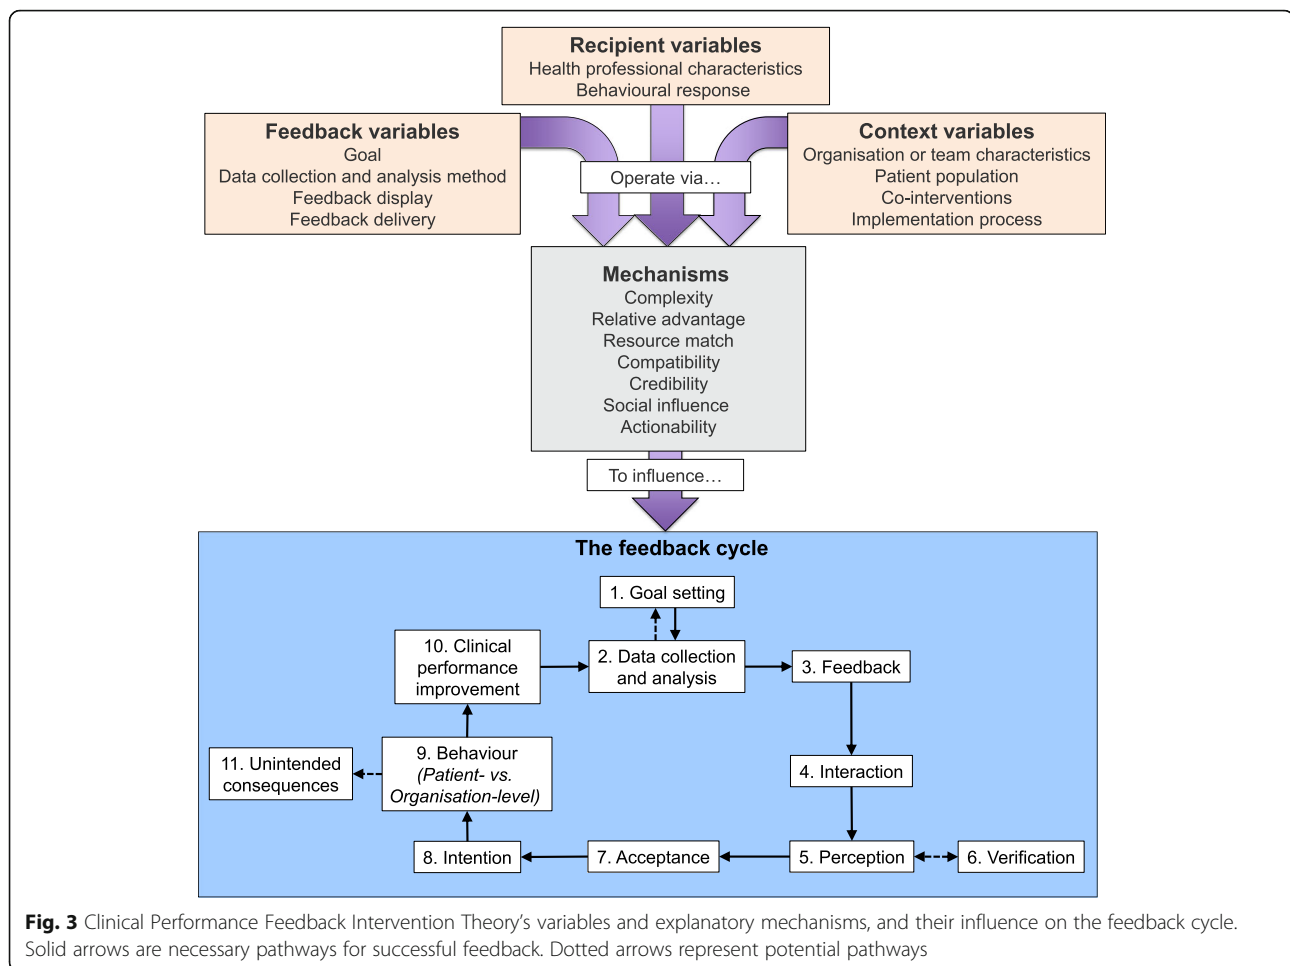 Recipient variables
Health professional characteristics
Behavioural response
Feedback variables
Goal
Data collection and analysis method
Feedback display
Feedback delivery
Context variables
Organisation or team characteristics
Patient population
Co-interventions
Implementation process
Operate via…
Mechanisms
Complexity
Relative advantage
Resource match
Compatibility
Credibility
Social influence
Actionability
To influence…
The feedback cycle
1. Goal setting
2. Data collection
and analysis
3. Feedback
4. Interaction
5. Perception
6. Verification
7. Acceptance
8. Intention
9. Behaviour
(Patient- vs.
Organisation-level)
10. Clinical
performance
improvement
11. Unintended
consequences
Fig. 3 Clinical Performance Feedback Intervention Theory’s variables and explanatory mechanisms, and their influence on the feedback cycle.
Solid arrows are necessary pathways for successful feedback. Dotted arrows represent potential pathways